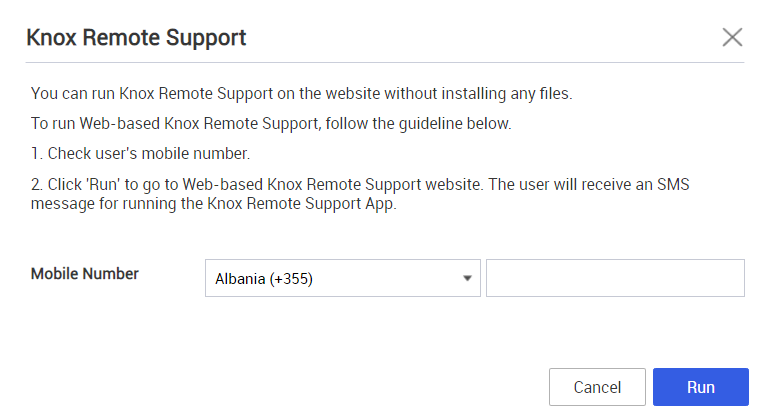 Knox Remote Support
You can run Knox Remote Support on the website without installing any files.
To run Web-based Knox Remote Support, follow the guideline below.
1. Check user's mobile number.
2. Click 'Run' to go to Web-based Knox Remote Support website. The user will receive an SMS
message for running the Knox Remote Support App.
Mobile Number
Albania (+355)
Cancel
Run